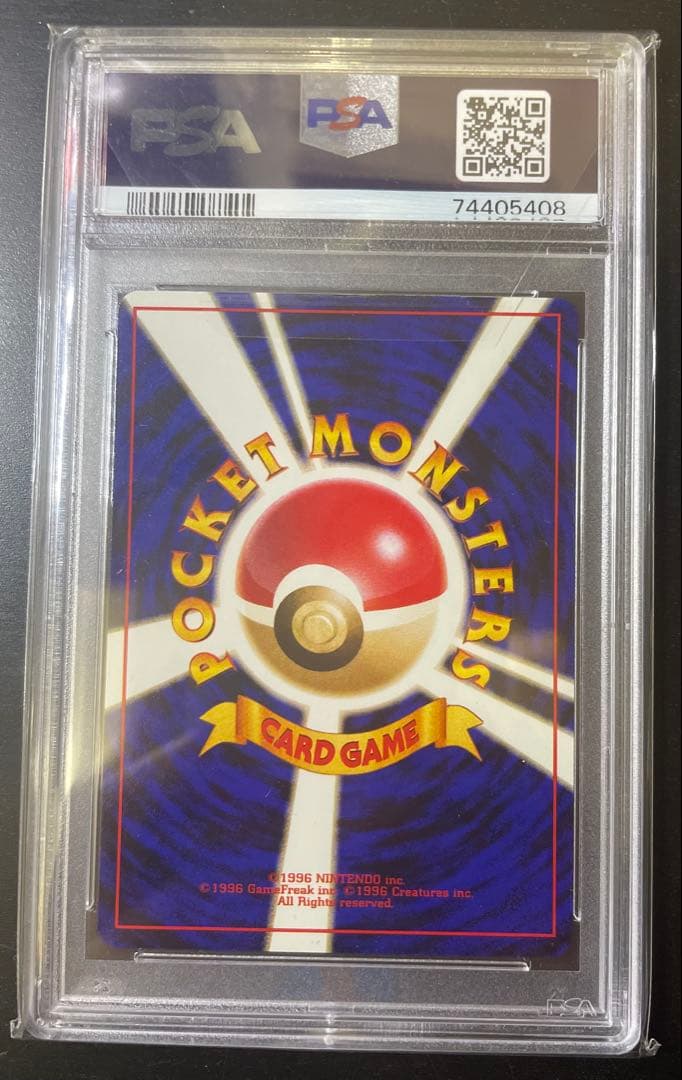 PSA
PSA
74405408
POCKET MONSTERS
CARD GAME
©1996 NINTENDO inc.
©1996 GameFreak inc. ©1996 Creatures inc.
All Rights reserved.
PSA